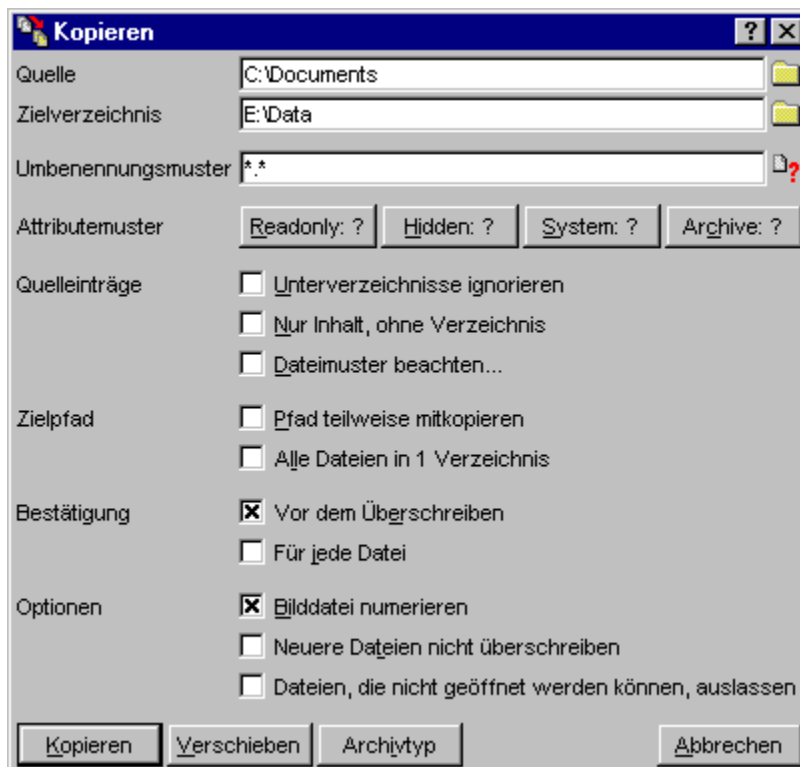 Kopieren
Quelle C:\Documents
Zielverzeichnis E:\Data
Umbenennungsmuster *.*
Attributemuster Readonly: ? Hidden: ? System: ? Archive: ?
Quelleinträge Unterverzeichnisse ignorieren
Nur Inhalt, ohne Verzeichnis
Dateimuster beachten...
Zielpfad Pfad teilweise mitkopieren
Alle Dateien in 1 Verzeichnis
Bestätigung Vor dem Überschreiben
Für jede Datei
Optionen Bilddatei numerieren
Neuere Dateien nicht überschreiben
Dateien, die nicht geöffnet werden können, auslassen
Kopieren Verschieben Archivtyp Abbrechen